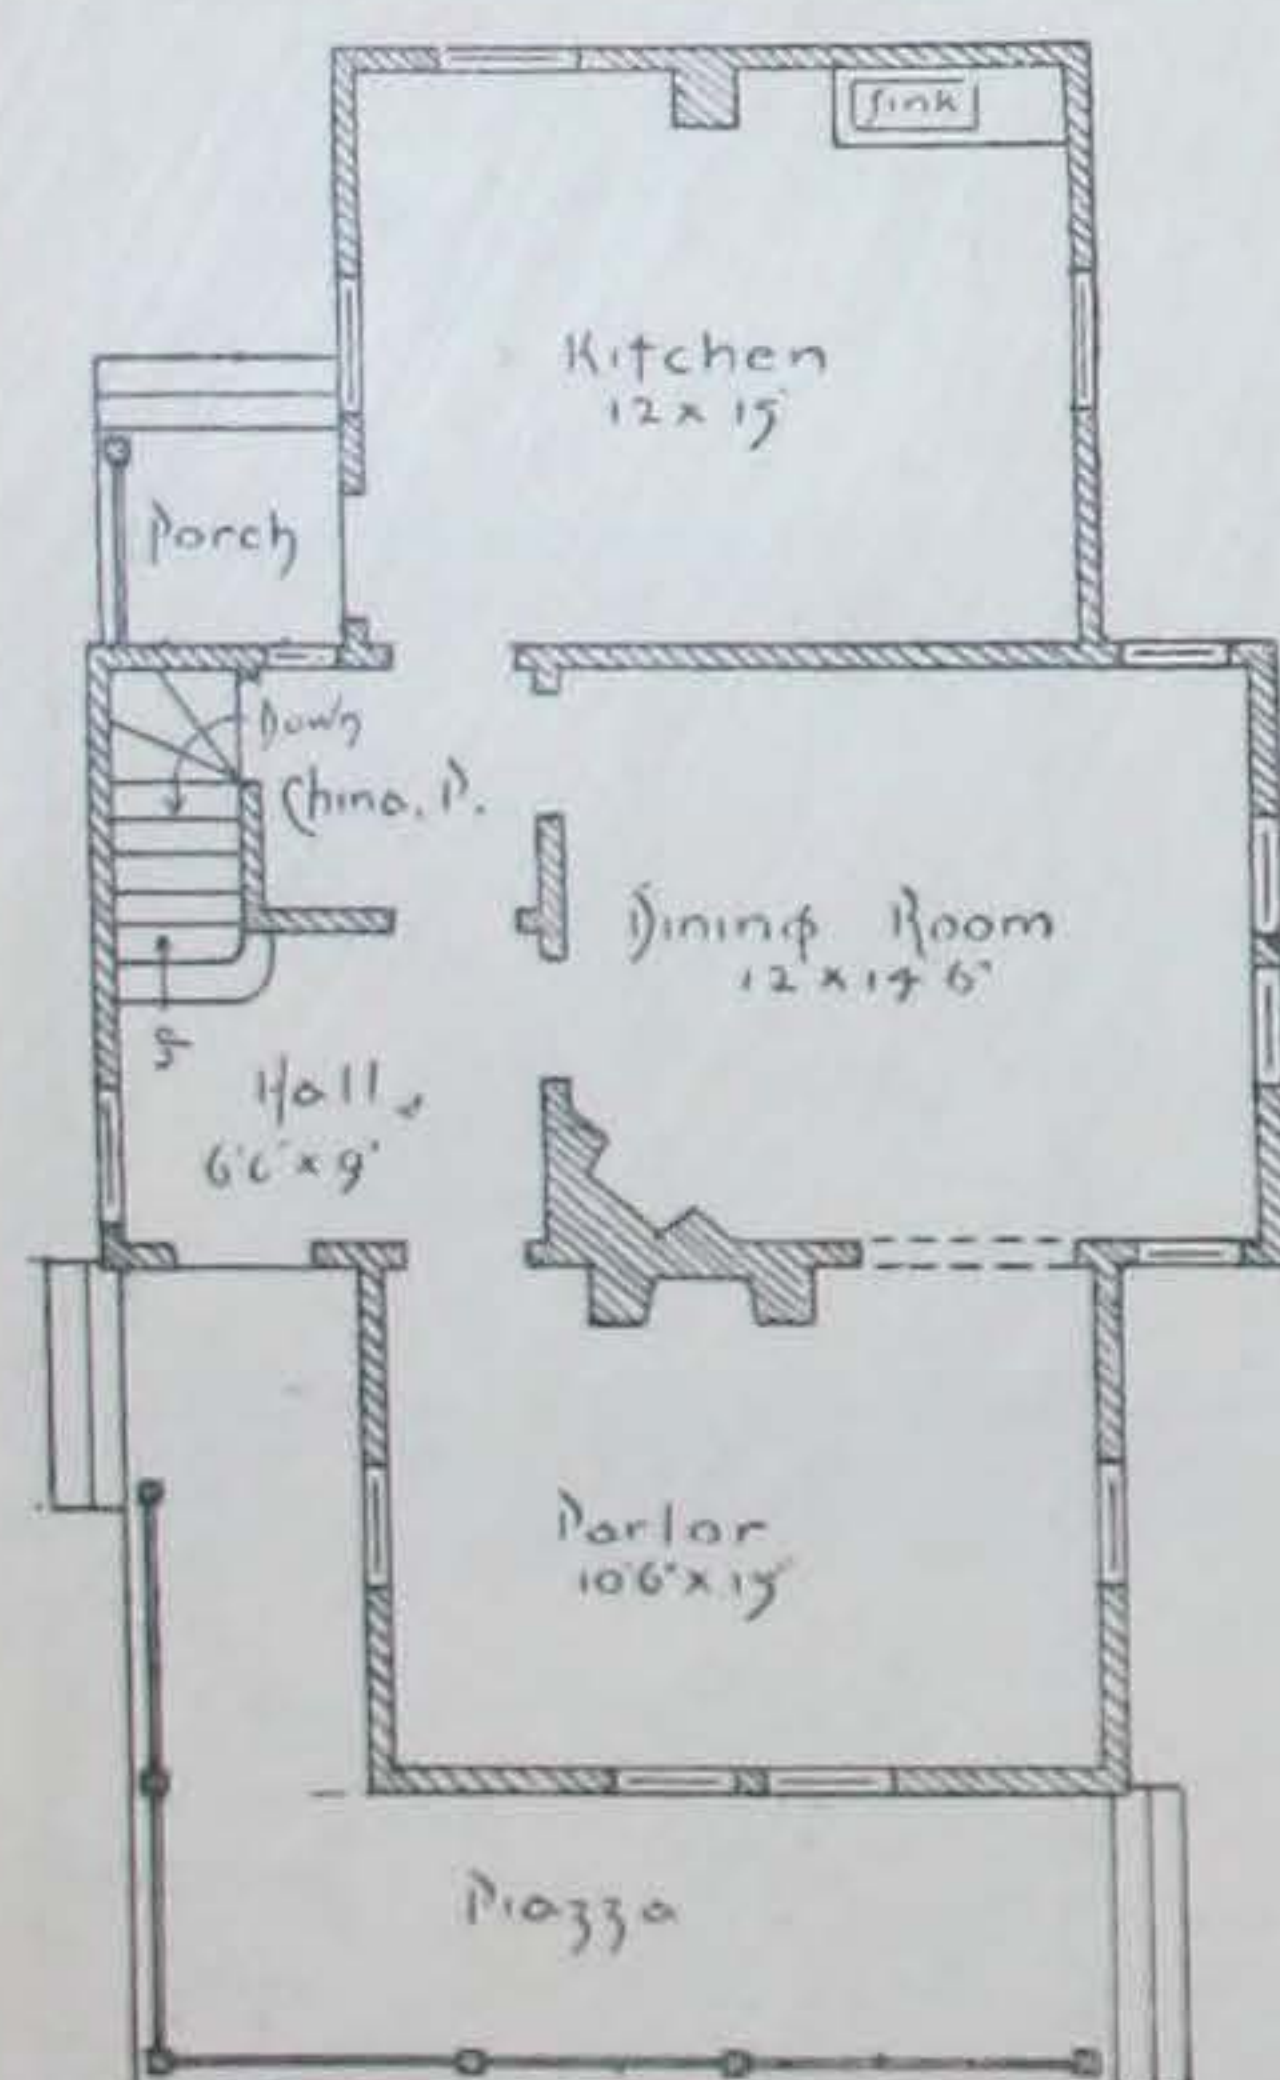 sink
Kitchen
12 x 15'
Porch
Down
China. P.
Dining Room
12 x 14'6"
Up
Hall.
6'6" x 9'
Parlor
10'6" x 15'
Piazza